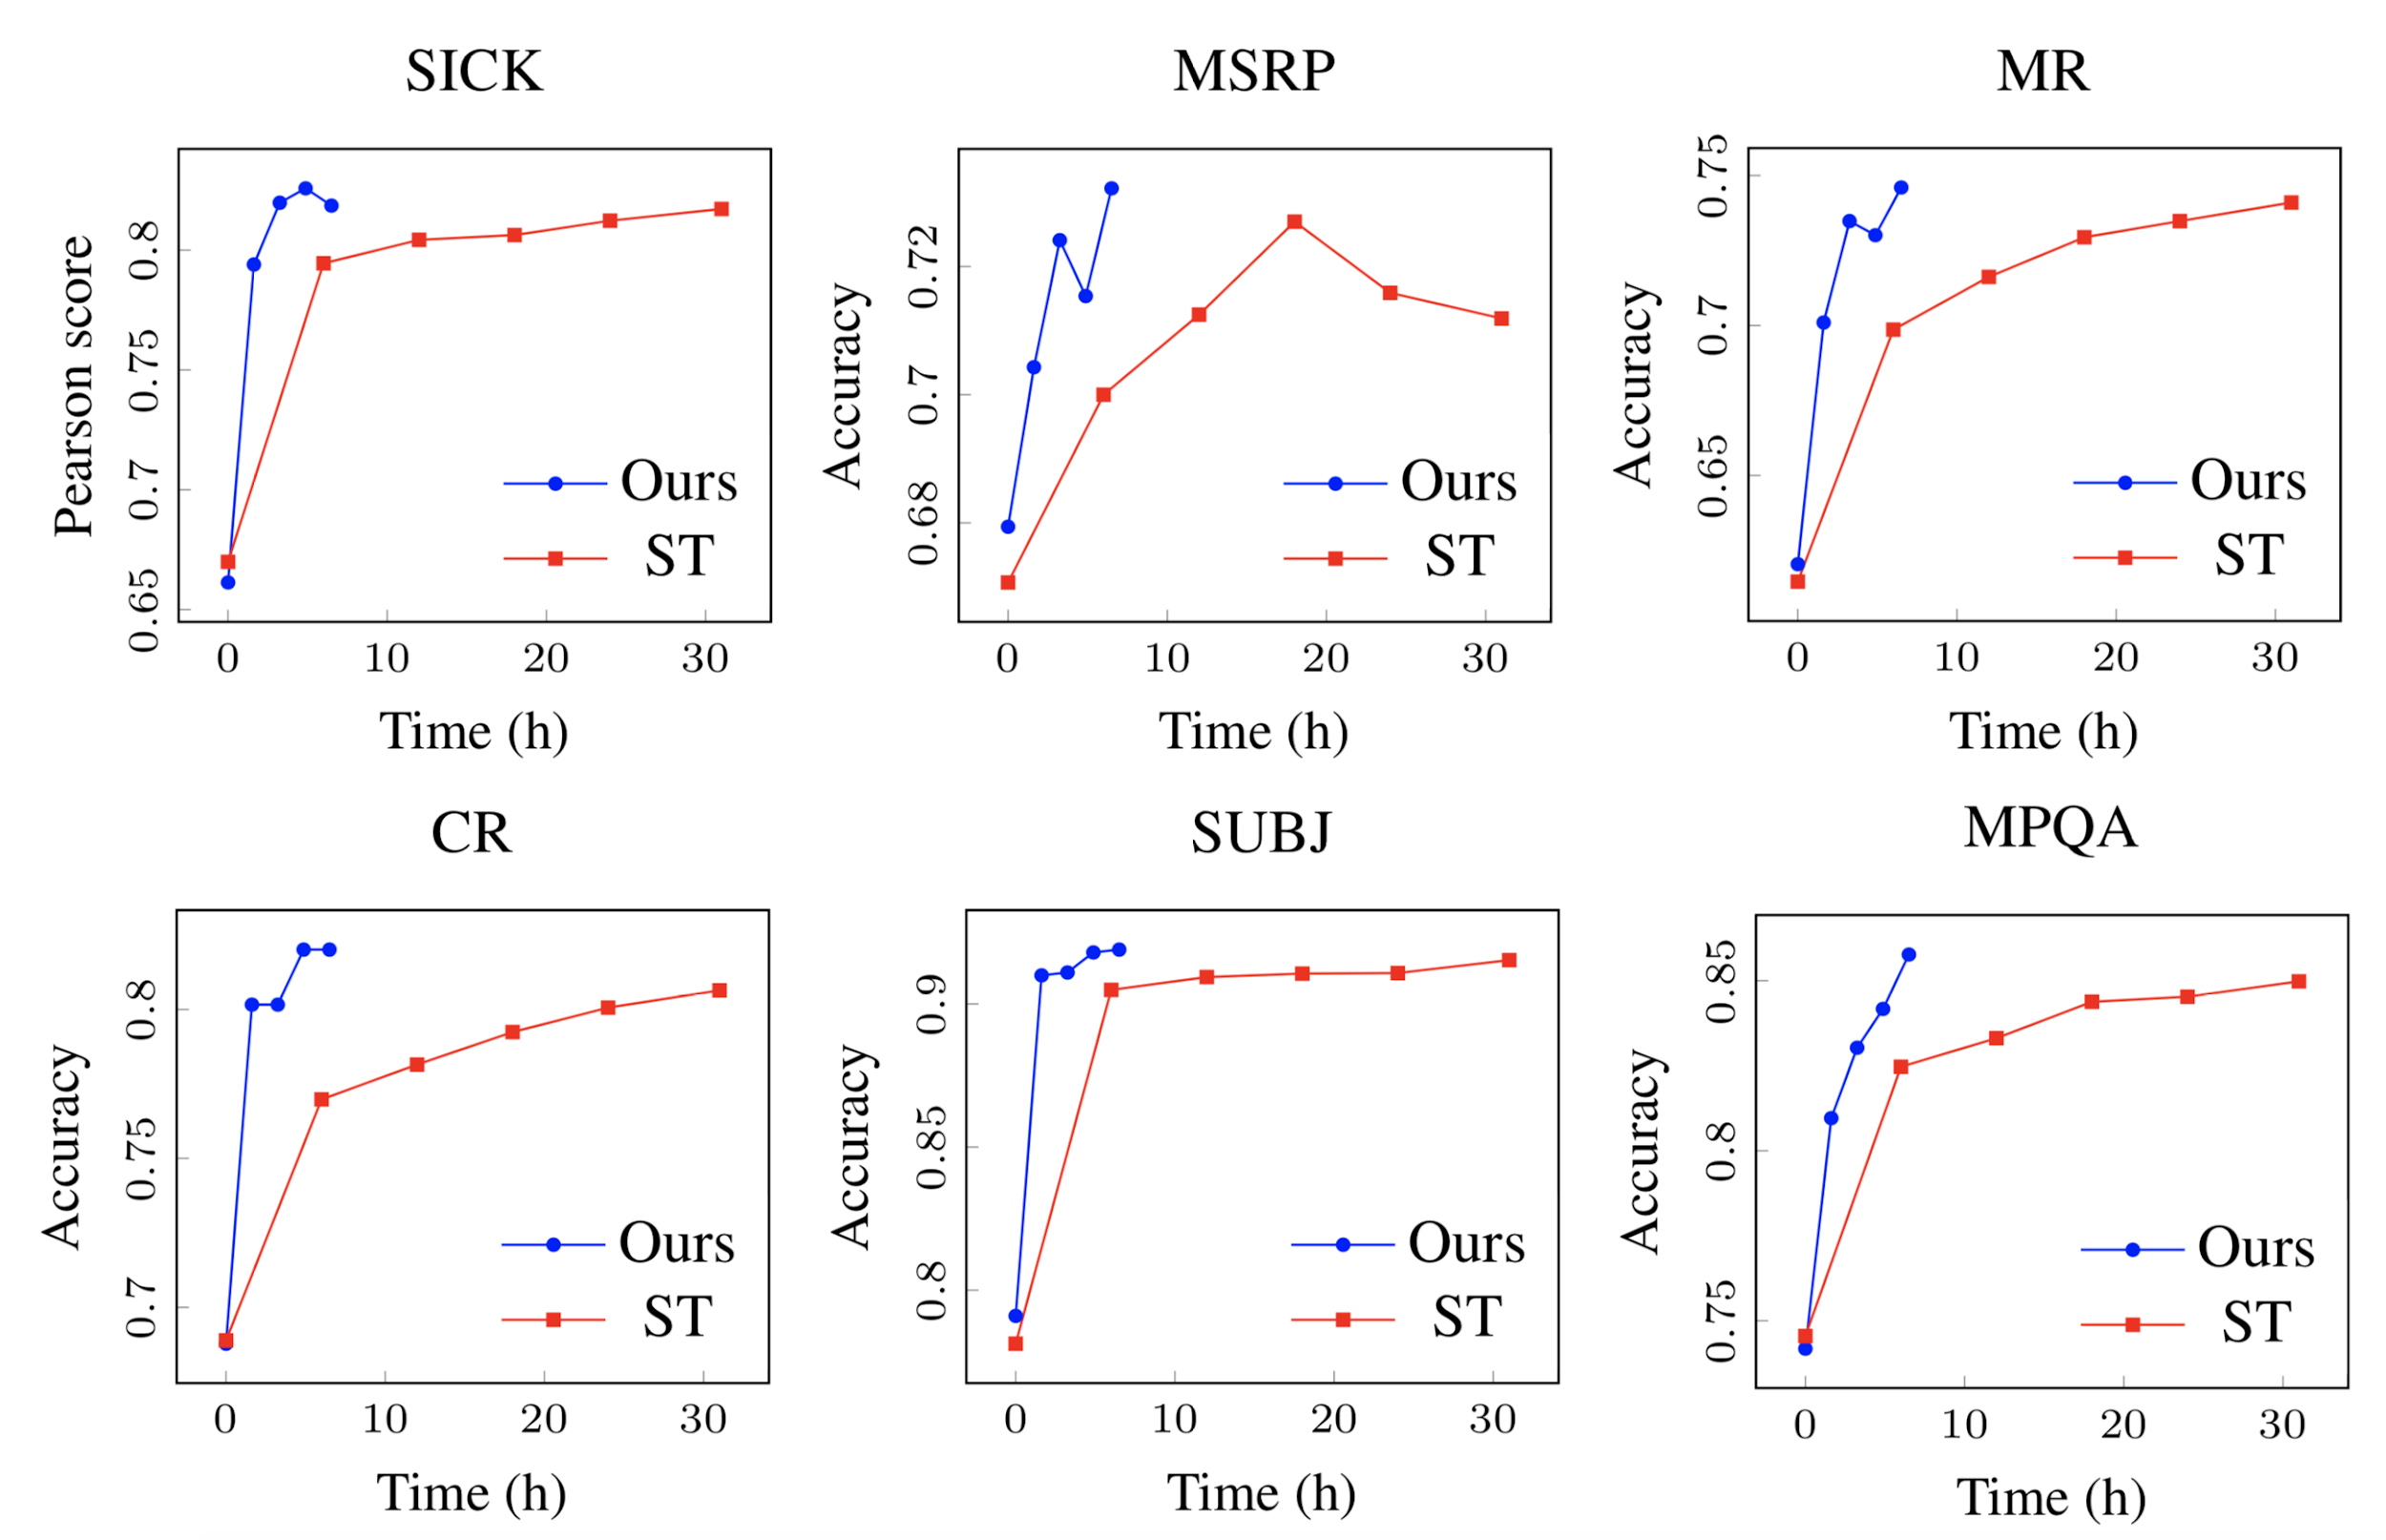 SICK
Pearson score
0.8
0.75
0.7
0.65
Ours
ST
0 10 20 30
Time (h)
MSRP
Accuracy
0.72
0.7
0.68
Ours
ST
0 10 20 30
Time (h)
MR
Accuracy
0.75
0.7
0.65
Ours
ST
0 10 20 30
Time (h)
CR
Accuracy
0.8
0.75
0.7
Ours
ST
0 10 20 30
Time (h)
SUBJ
Accuracy
0.9
0.85
0.8
Ours
ST
0 10 20 30
Time (h)
MPQA
Accuracy
0.85
0.8
0.75
Ours
ST
0 10 20 30
Time (h)